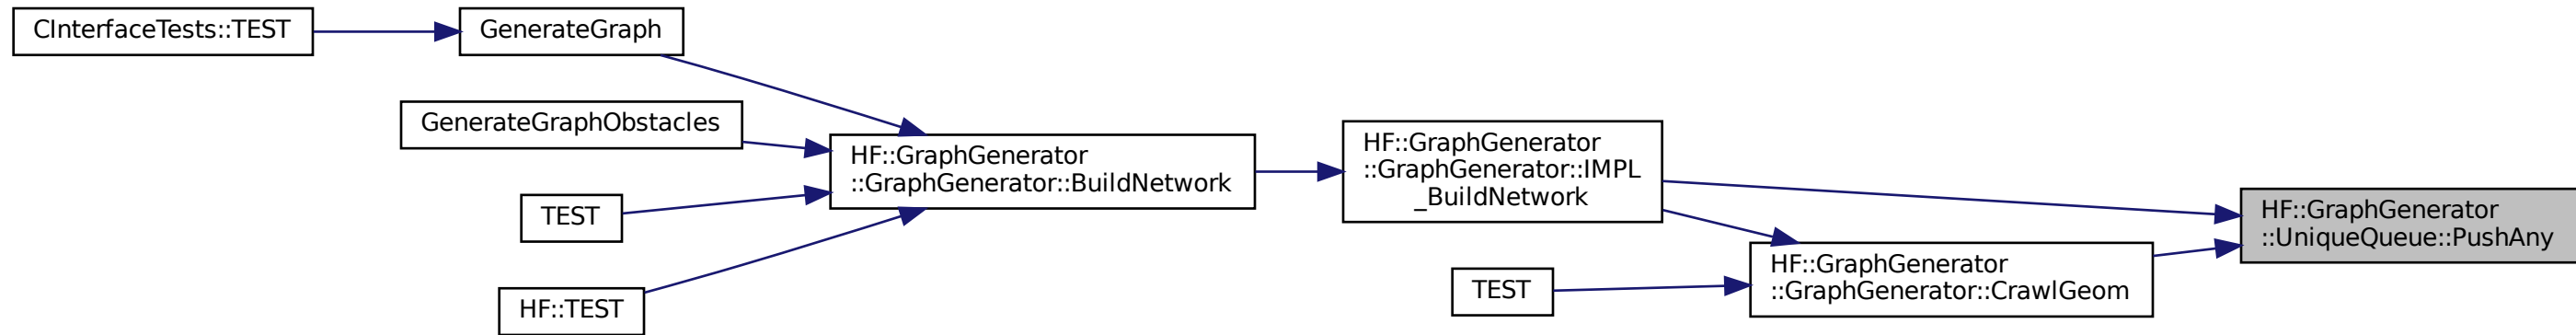 CInterfaceTests::TEST
GenerateGraph
GenerateGraphObstacles
HF::GraphGenerator
::GraphGenerator::BuildNetwork
TEST
HF::TEST
HF::GraphGenerator
::GraphGenerator::IMPL
_BuildNetwork
TEST
HF::GraphGenerator
::GraphGenerator::CrawlGeom
HF::GraphGenerator
::UniqueQueue::PushAny